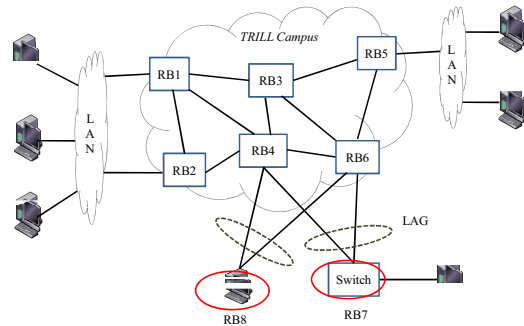 TRILL Campus
RB5
LAN
RB1
RB3
LAN
RB2
RB4
RB6
LAG
Switch
RB8
RB7